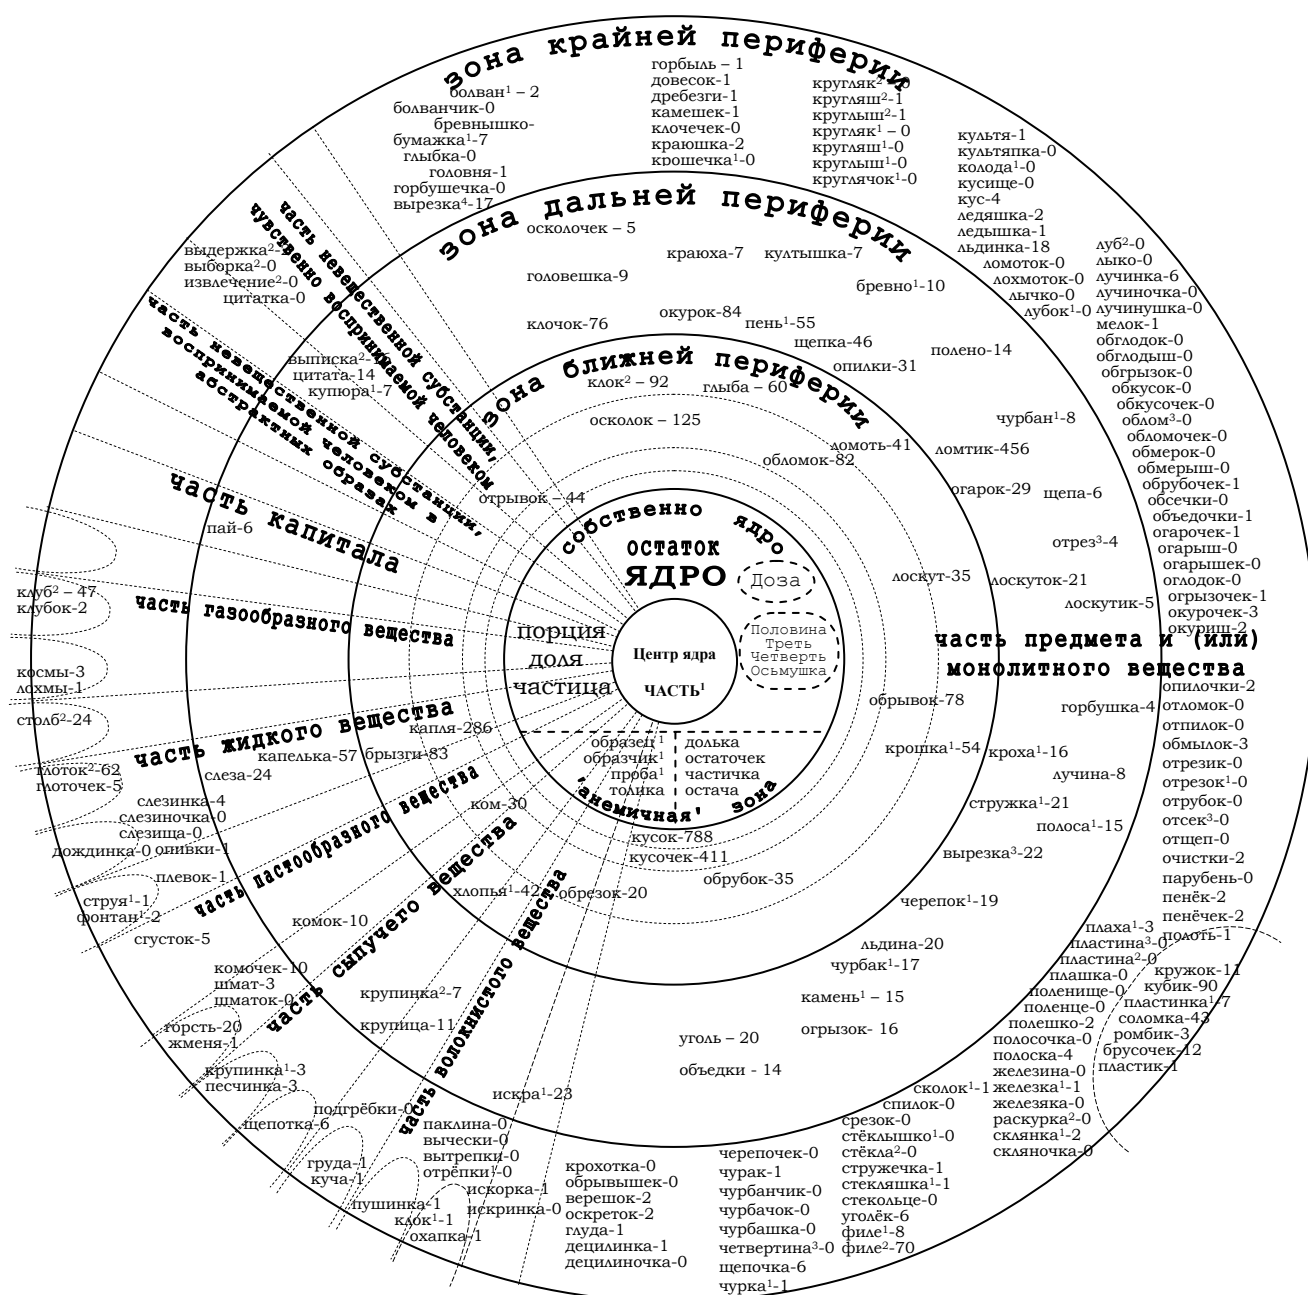 зона крайней периферии
болван¹ – 2
болванчик-0
бревнышко-
бумажка¹-7
глыбка-0
головня-1
горбушечка-0
вырезка⁴-17
горбыль – 1
довесок-1
дребезги-1
камешек-1
клочечек-0
краюшка-2
крошечка¹-0
кругляш²-1
круглыш²-1
кругляк¹ – 0
кругляш¹-0
круглыш¹-0
круглячок¹-0
культя-1
культяпка-0
колода¹-0
кусище-0
кус-4
ледяшка-2
ледышка-1
льдинка-18
ломоток-0
лохмоток-0
лычко-0
лубок¹-0
луб²-0
лыко-0
лучинка-6
лучиночка-0
лучинушка-0
мелок-1
обглодок-0
обглодыш-0
обгрызок-0
обкусок-0
обкусочек-0
облом³-0
обломочек-0
обмерок-0
обмерыш-0
обрубочек-1
обсечки-0
объедочки-1
огарочек-1
огарыш-0
огарышек-0
оглодок-0
огрызочек-1
окурочек-3
окуриш-2
зона дальней периферии
осколочек – 5
краюха-7
култышка-7
головешка-9
бревно¹-10
клочок-76
окурок-84
пень¹-55
щепка-46
опилки-31
полено-14
чурбан¹-8
ломтик-456
огарок-29
щепа-6
отрез³-4
лоскуток-21
лоскутик-5
зона ближней периферии
клок² – 92
глыба – 60
осколок – 125
ломоть-41
обломок-82
отрывок – 44
лоскут-35
часть невещественной субстанции,
чувственно воспринимаемой человеком
выборка²-0
извлечение²-0
цитатка-0
часть невещественной субстанции,
воспринимаемой человеком в
абстрактных образах
цитата-14
купюра¹-7
часть капитала
пай-6
собственно ядро
остаток
ЯДРО
Доза
Половина
Треть
Четверть
Осьмушка
порция
доля
частица
Центр ядра
ЧАСТЬ¹
образец¹
образчик¹
проба¹
толика
долька
остаточек
частичка
остача
'анемичная' зона
часть предмета и (или)
монолитного вещества
клуб² – 47
клубок-2
часть газообразного вещества
космы-3
лохмы-1
столб²-24
часть жидкого вещества
капля-286
капелька-57
брызги-83
глоток²-62
глоточек-5
слеза-24
слезинка-4
слезиночка-0
слезища-0
дождинка-0
опивки-1
плевок-1
струя¹-1
фонтан¹-2
часть пастообразного вещества
ком-30
сгусток-5
комок-10
комочек-10
шмат-3
шматок-0
часть сыпучего вещества
хлопья¹-42
обрезок-20
крупинка²-7
крупица-11
горсть-20
жменя-1
крупинка¹-3
песчинка-3
подгрёбки-0
щепотка-6
груда-1
куча-1
часть волокнистого вещества
искра¹-23
паклина-0
вычески-0
вытрепки-0
отрёпки¹-0
искорка-1
искринка-0
пушинка-1
клок¹-1
охапка-1
кусок-788
кусочек-411
обрубок-35
обрывок-78
крошка¹-54
кроха¹-16
горбушка-4
лучина-8
стружка¹-21
полоса¹-15
вырезка³-22
черепок¹-19
льдина-20
чурбак¹-17
камень¹ – 15
огрызок- 16
уголь – 20
объедки - 14
опилочки-2
отломок-0
отпилок-0
обмылок-3
отрезик-0
отрезок¹-0
отрубок-0
отсек³-0
отщеп-0
очистки-2
парубень-0
пенёк-2
пенёчек-2
полоть-1
плаха¹-3
пластина³-0
пластина²-0
плашка-0
поленище-0
поленце-0
полешко-2
полосочка-0
полоска-4
железина-0
железка¹-1
железяка-0
раскурка²-0
склянка¹-2
скляночка-0
кружок-11
кубик-90
пластинка¹-7
соломка-43
ромбик-3
брусочек-12
пластик-1
сколок¹-1
спилок-0
срезок-0
стёклышко¹-0
стёкла²-0
стружечка-1
стекляшка¹-1
стекольце-0
уголёк-6
филе¹-8
филе²-70
черепочек-0
чурак-1
чурбанчик-0
чурбачок-0
чурбашка-0
четвертина³-0
щепочка-6
чурка¹-1
крохотка-0
обрывышек-0
верешок-2
оскреток-2
глуда-1
децилинка-1
децилиночка-0